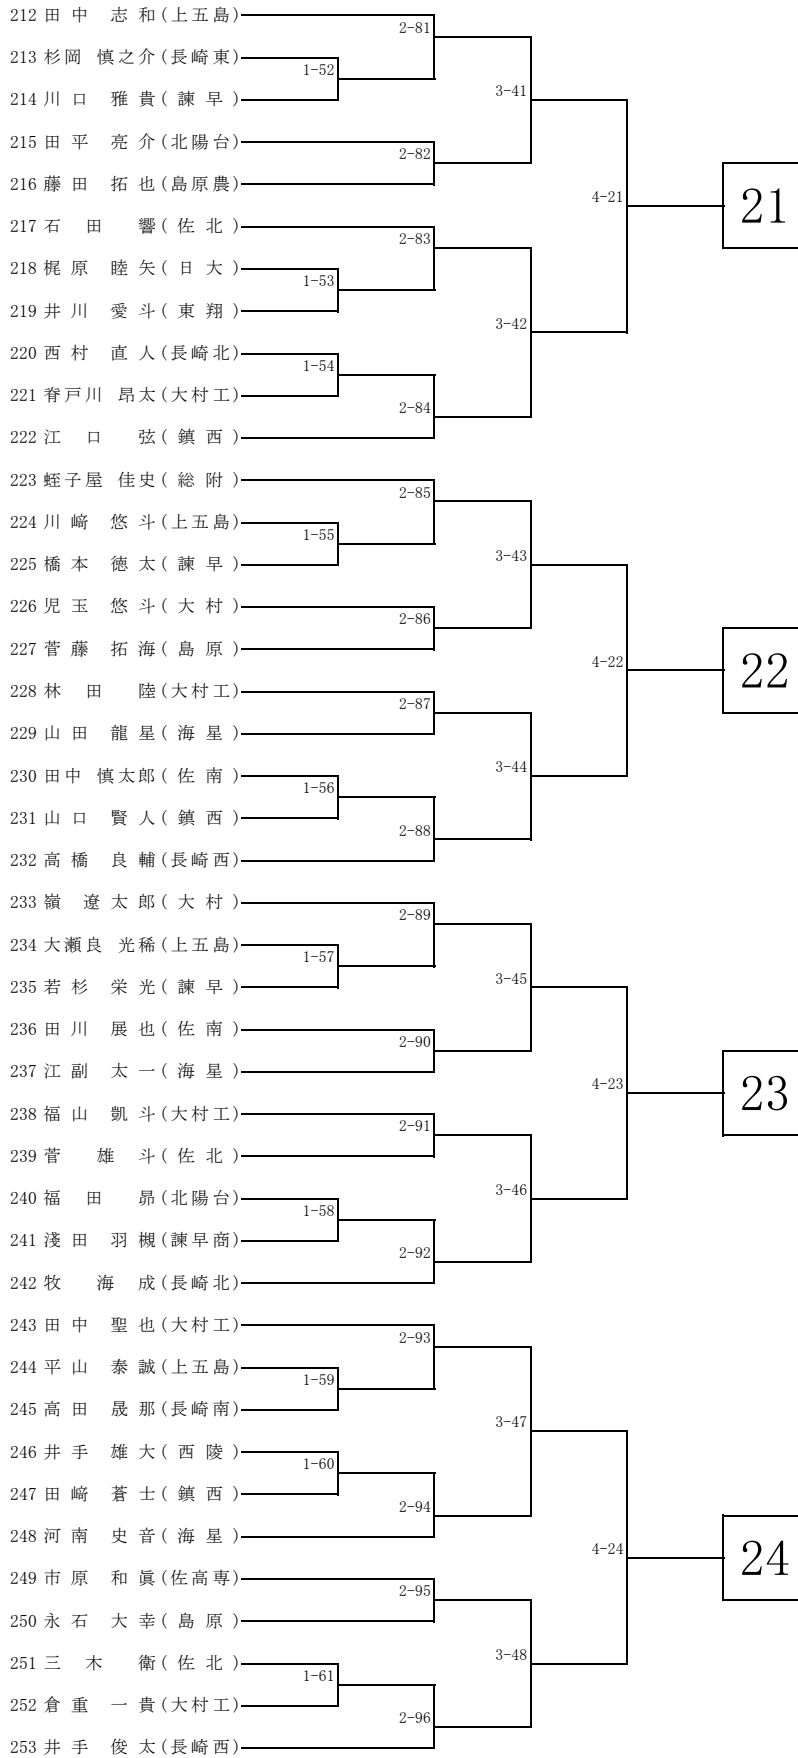 212 田中 志和(上五島)
2-81
213 杉岡 慎之介(長崎東)
1-52
3-41
214 川口 雅貴(諫早)
215 田平 亮介(北陽台)
2-82
216 藤田 拓也(島原農)
4-21
21
217 石田 響(佐北)
2-83
218 梶原 睦矢(日大)
1-53
219 井川 愛斗(東翔)
3-42
220 西村 直人(長崎北)
1-54
221 脊戸川 昂太(大村工)
2-84
222 江口 弦(鎮西)
223 蛭子屋 佳史(総附)
2-85
224 川﨑 悠斗(上五島)
1-55
3-43
225 橋本 徳太(諫早)
226 児玉 悠斗(大村)
2-86
227 菅藤 拓海(島原)
4-22
22
228 林田 陸(大村工)
2-87
229 山田 龍星(海星)
3-44
230 田中 慎太郎(佐南)
1-56
231 山口 賢人(鎮西)
2-88
232 高橋 良輔(長崎西)
233 嶺 遼太郎(大村)
2-89
234 大瀬良 光稀(上五島)
1-57
3-45
235 若杉 栄光(諫早)
236 田川 展也(佐南)
2-90
237 江副 太一(海星)
4-23
23
238 福山 凱斗(大村工)
2-91
239 菅 雄斗(佐北)
3-46
240 福田 昴(北陽台)
1-58
241 淺田 羽槻(諫早商)
2-92
242 牧 海成(長崎北)
243 田中 聖也(大村工)
2-93
244 平山 泰誠(上五島)
1-59
245 高田 晟那(長崎南)
3-47
246 井手 雄大(西陵)
1-60
247 田﨑 蒼士(鎮西)
2-94
248 河南 史音(海星)
4-24
24
249 市原 和眞(佐高専)
2-95
250 永石 大幸(島原)
3-48
251 三木 衛(佐北)
1-61
252 倉重 一貴(大村工)
2-96
253 井手 俊太(長崎西)